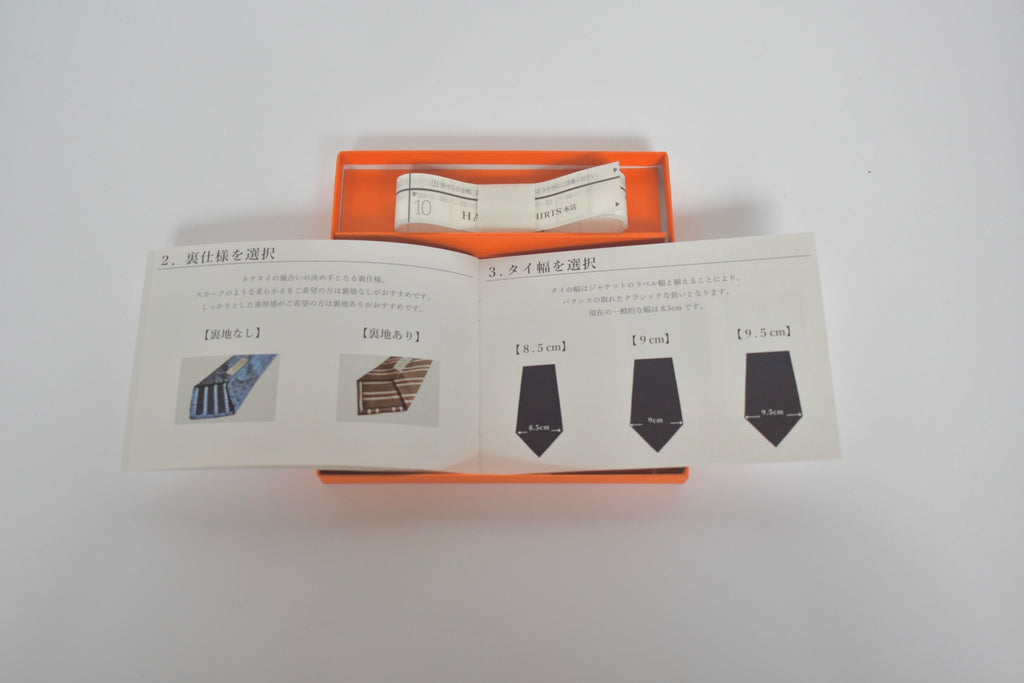 10
HA
HIRTS 本店
2. 裏仕様を選択
ネクタイの風合いの決め手となる裏仕様。
スカーフのような柔らかさをご希望の方は裏地なしがおすすめです。
しっかりとした重厚感がご希望の方は裏地ありがおすすめです。
【裏地なし】
【裏地あり】
3.タイ幅を選択
タイの幅はジャケットのラペル幅と揃えることにより、
バランスの取れたクラシックな装いとなります。
現在の一般的な幅は 8.5cm です。
【8.5cm】
【9cm】
【9.5cm】
8.5cm
9cm
9.5cm